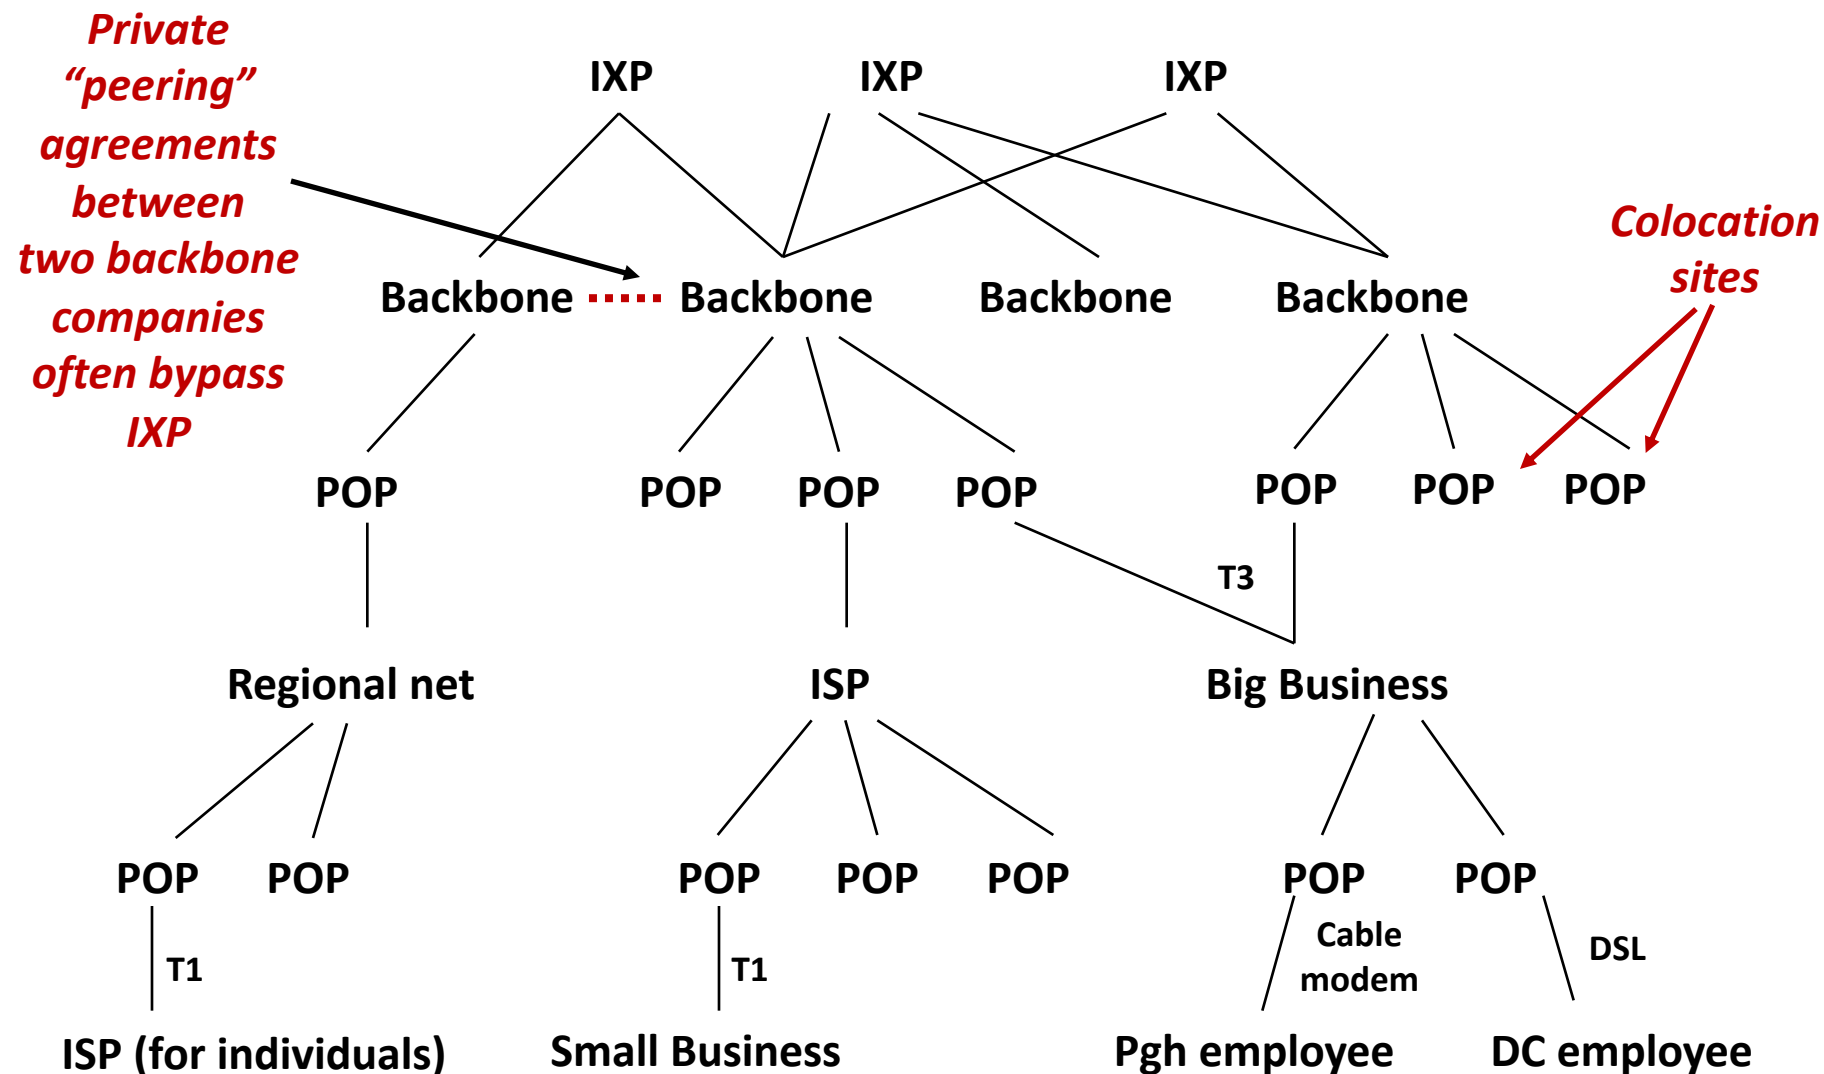 Private
“peering”
agreements
between
two backbone
companies
often bypass
IXP
IXP IXP IXP
Colocation
sites
Backbone Backbone Backbone Backbone
POP POP POP POP POP POP POP
T3
Regional net ISP Big Business
POP POP POP POP POP POP POP
T1 T1 Cable
modem DSL
ISP (for individuals) Small Business Pgh employee DC employee